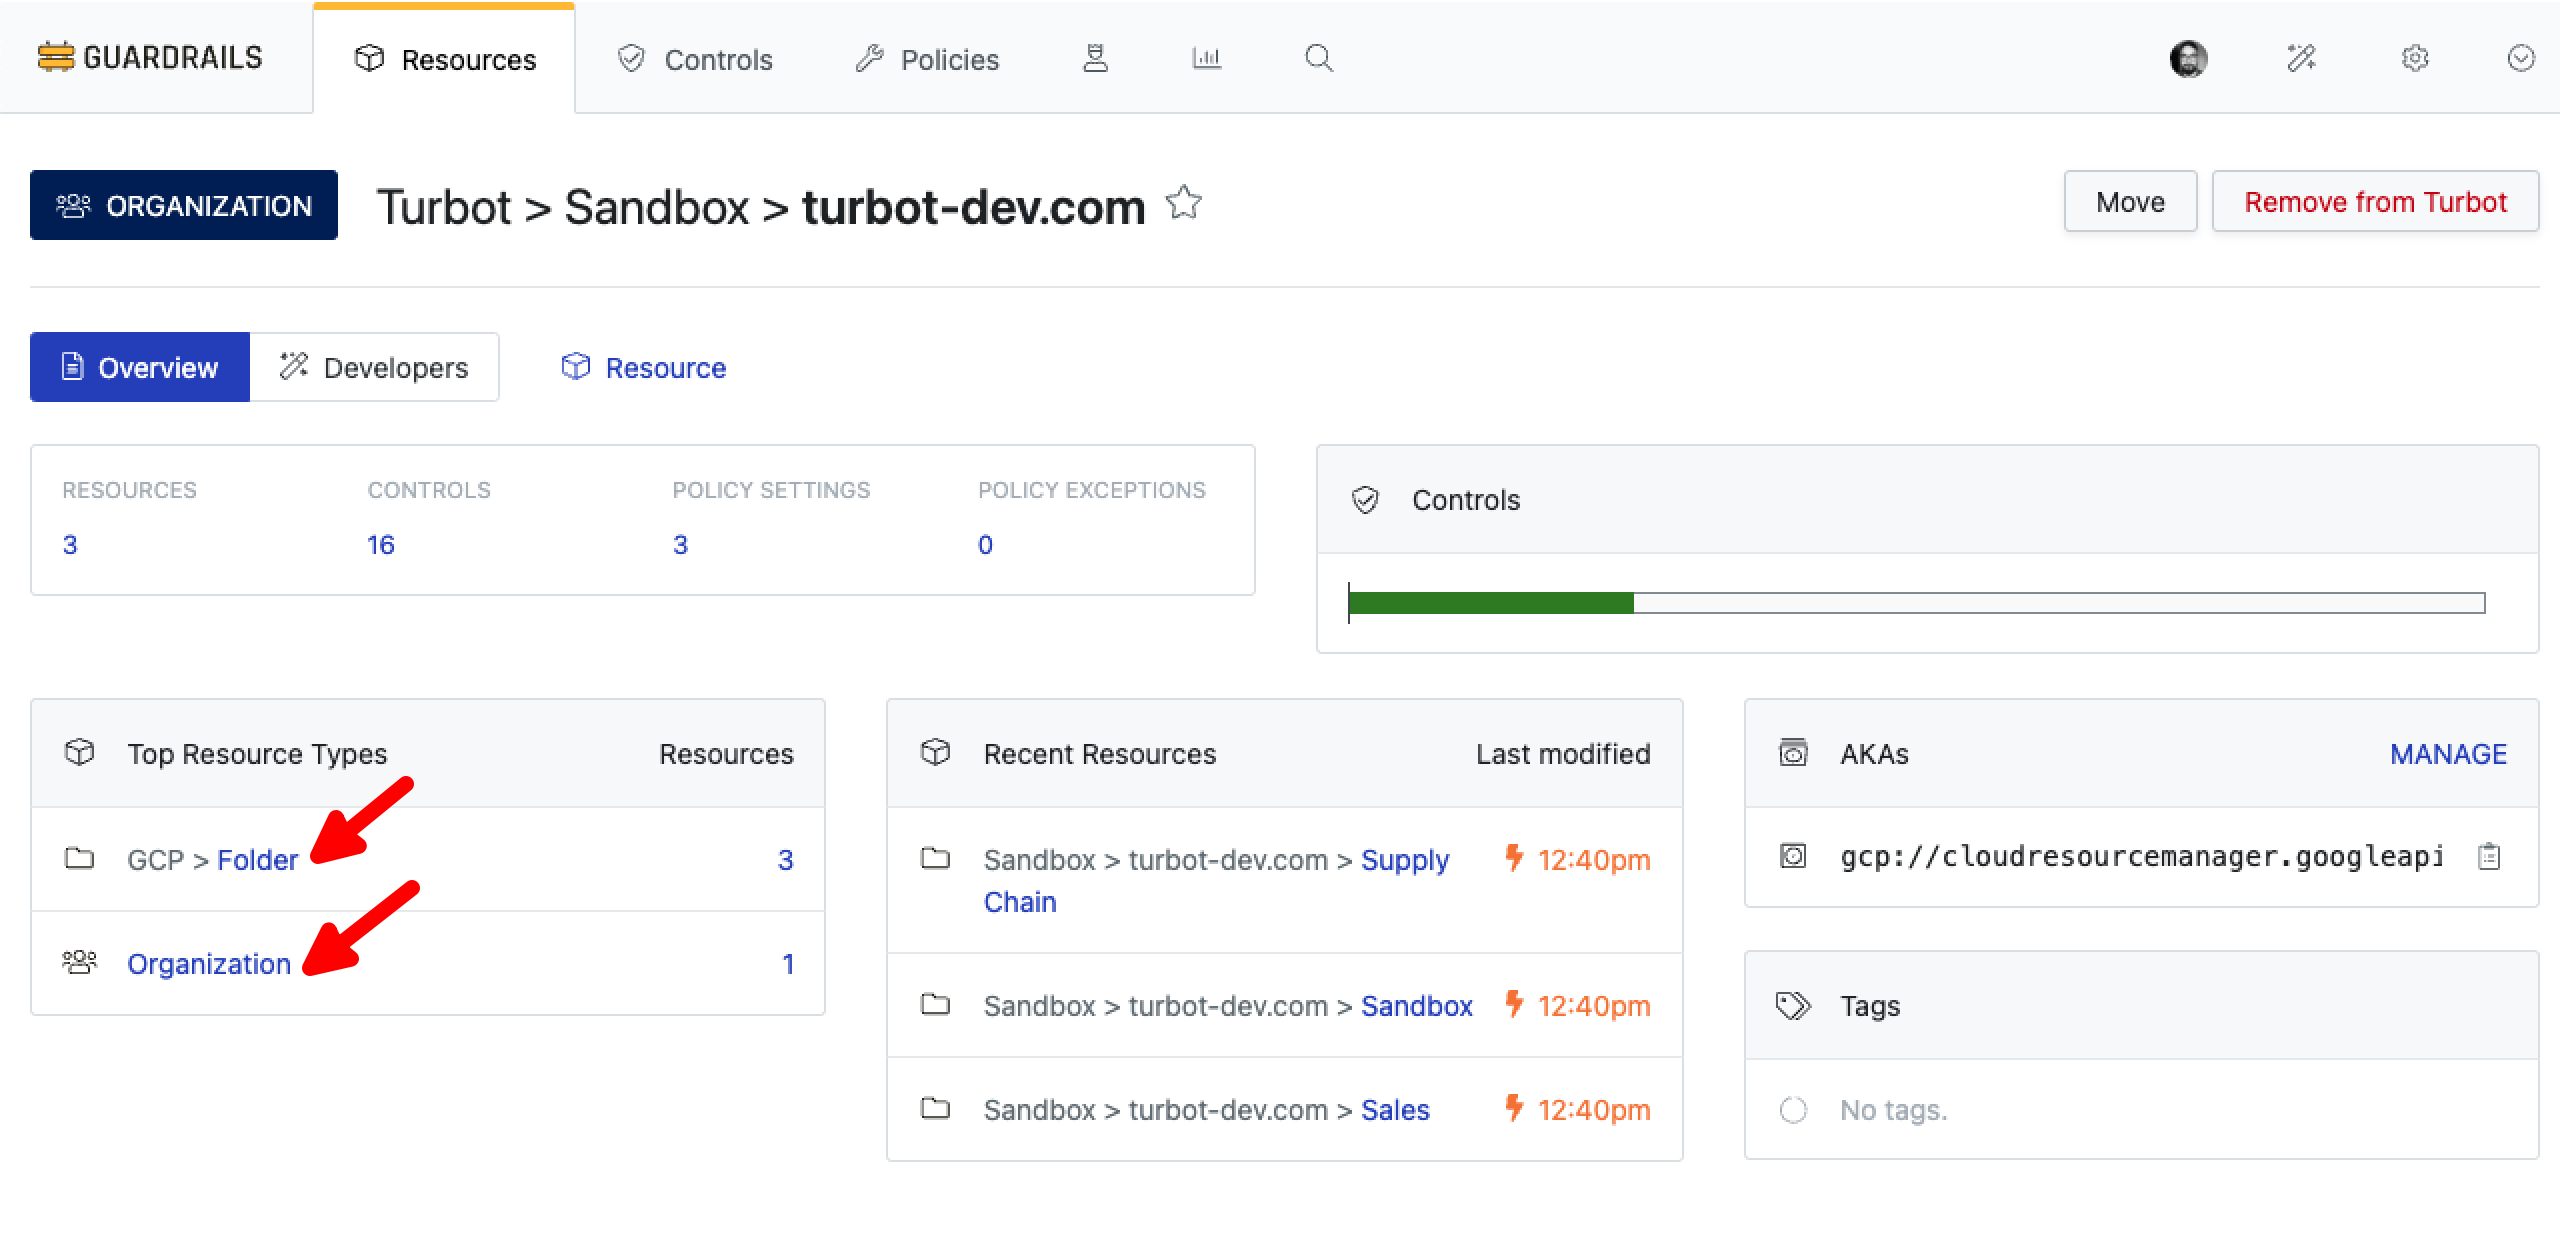 GUARDRAILS
Resources
Controls
Policies
ORGANIZATION
Turbot > Sandbox > turbot-dev.com
Move
Remove from Turbot
Overview
Developers
Resource
RESOURCES CONTROLS POLICY SETTINGS POLICY EXCEPTIONS
3 16 3 0
Controls
Top Resource Types Resources
GCP > Folder 3
Organization 1
Recent Resources Last modified
Sandbox > turbot-dev.com > Supply 12:40pm
Chain
Sandbox > turbot-dev.com > Sandbox 12:40pm
Sandbox > turbot-dev.com > Sales 12:40pm
AKAs MANAGE
gcp://cloudresourcemanager.googleapi
Tags
No tags.